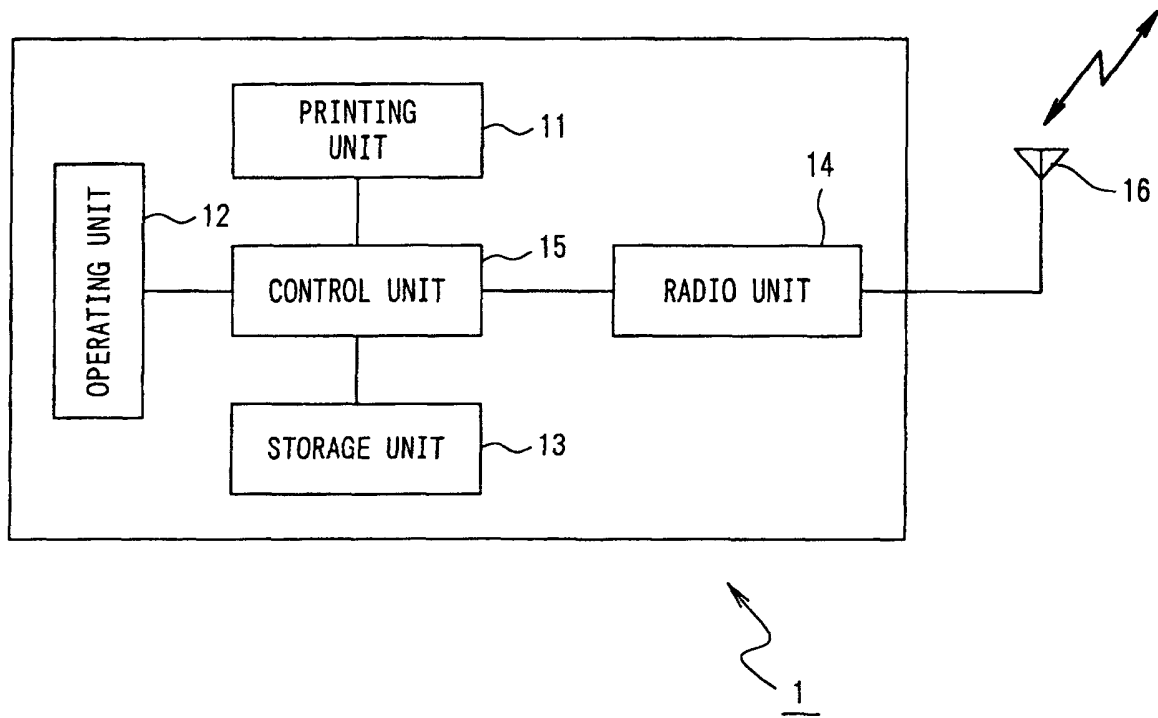 PRINTING
UNIT
11
14
16
OPERATING UNIT
12
15
CONTROL UNIT
RADIO UNIT
STORAGE UNIT
13
1